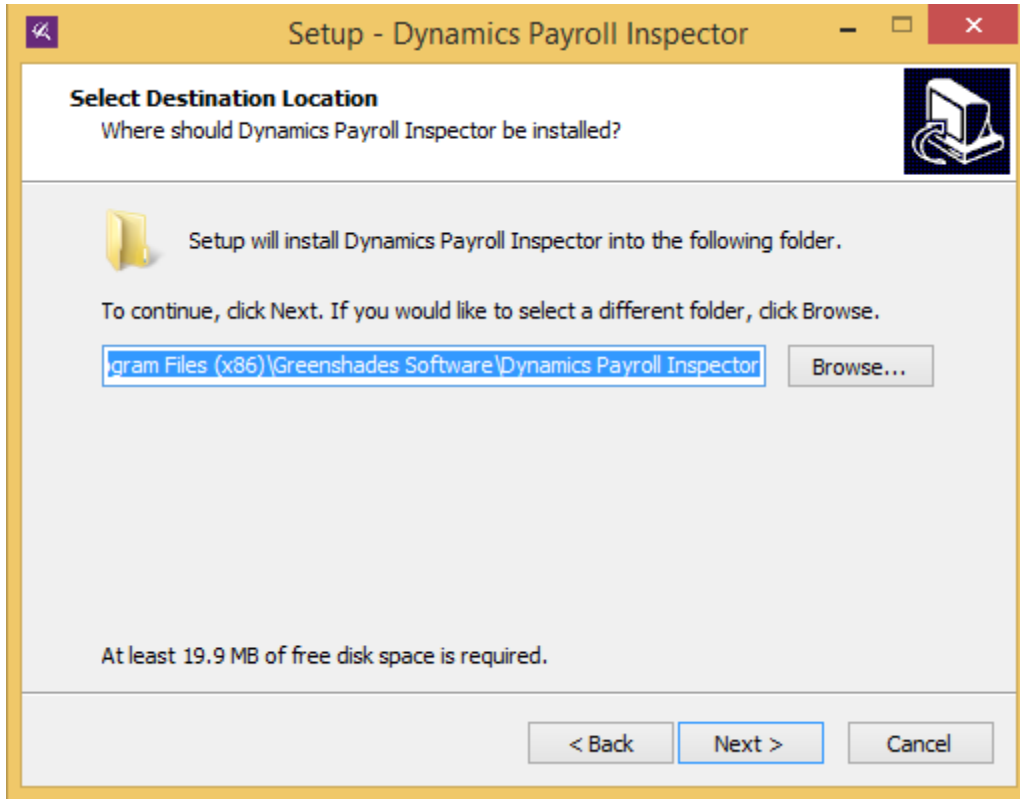 Setup - Dynamics Payroll Inspector
Select Destination Location
Where should Dynamics Payroll Inspector be installed?
Setup will install Dynamics Payroll Inspector into the following folder.
To continue, click Next. If you would like to select a different folder, click Browse.
gram Files (x86)\Greenshades Software\Dynamics Payroll Inspector
Browse...
At least 19.9 MB of free disk space is required.
< Back
Next >
Cancel